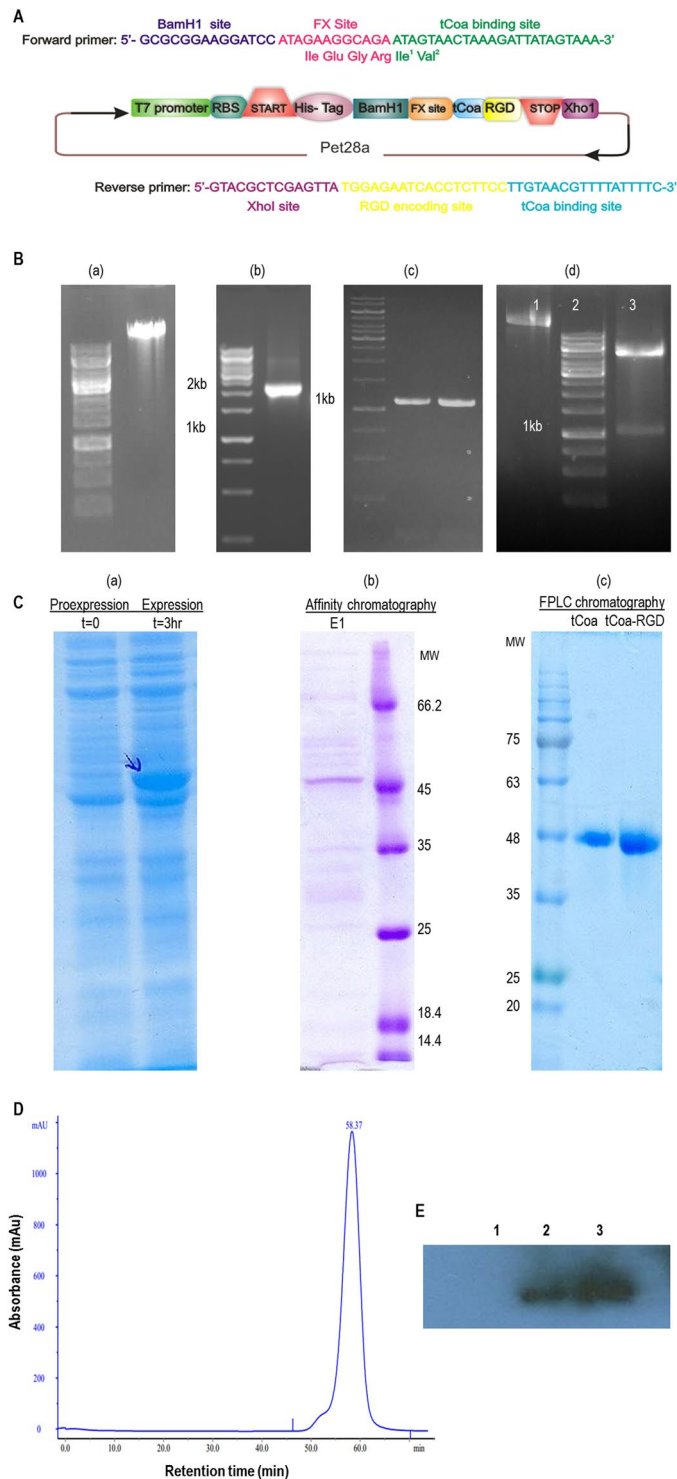 A
BamH1 site FX Site tCoa binding site
Forward primer: 5'- GCGCGGAAGGATCC ATAGAAGGCAGA ATAGTAACTAAAGATTATAGTAAA-3'
Ile Glu Gly Arg Ile¹ Val²
T7 promoter RBS START His- Tag BamH1 FX site tCoa RGD STOP Xho1
Pet28a
Reverse primer: 5'-GTACGCTCGAGTTA TGGAGAATCACCTCTTCC TTGTAACGTTTTATTTTC-3'
XhoI site RGD encoding site tCoa binding site
B
(a) (b) (c) (d)
1 2 3
2kb
1kb
1kb
1kb
C
(a) (b) (c)
Proexpression Expression
t=0 t=3hr
Affinity chromatography
E1
MW
66.2
45
35
25
18.4
14.4
FPLC chromatography
tCoa tCoa-RGD
MW
75
63
48
35
25
20
D
mAU
58.37
1000
800
600
400
200
0
Absorbance (mAu)
0.0 10.0 20.0 30.0 40.0 50.0 60.0 min
Retention time (min)
E
1 2 3